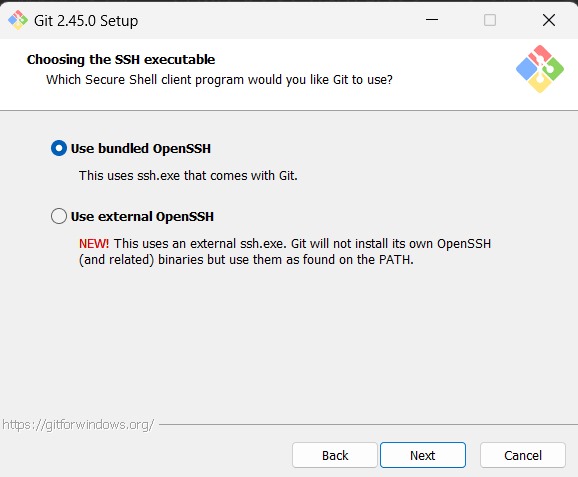 Git 2.45.0 Setup
Choosing the SSH executable
Which Secure Shell client program would you like Git to use?
Use bundled OpenSSH
This uses ssh.exe that comes with Git.
Use external OpenSSH
NEW! This uses an external ssh.exe. Git will not install its own OpenSSH
(and related) binaries but use them as found on the PATH.
https://gitforwindows.org/
Back Next Cancel